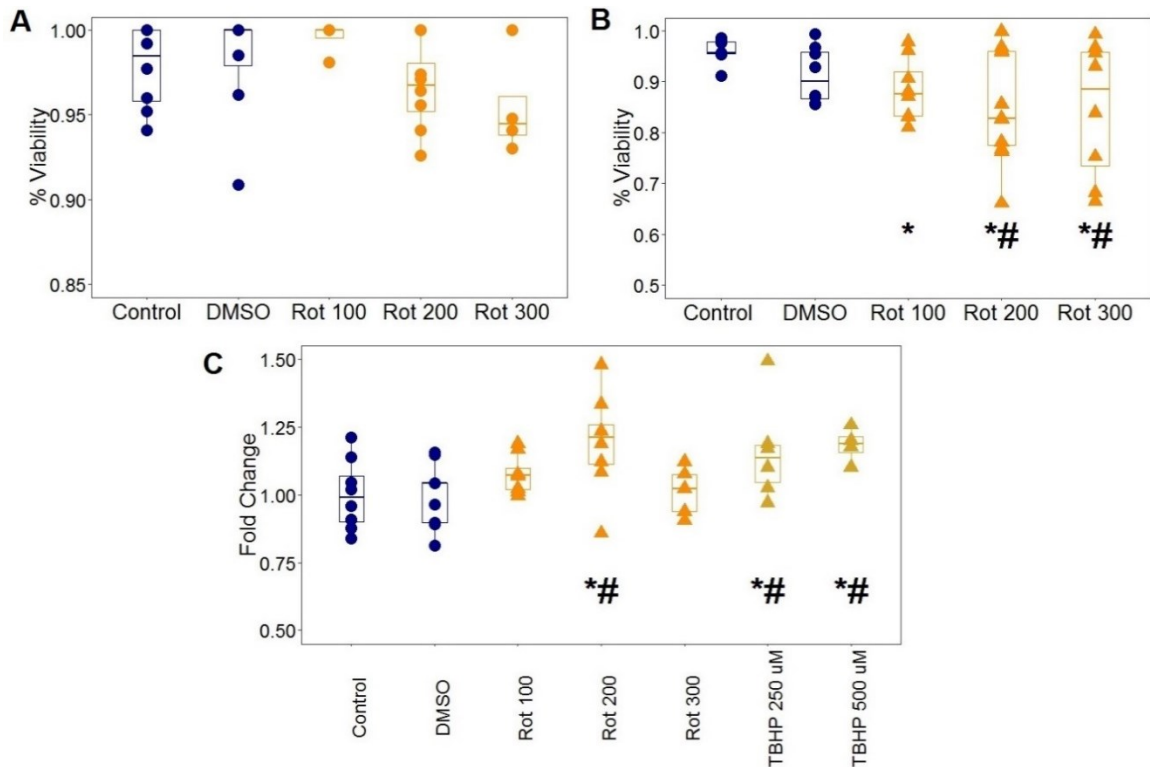 A
% Viability
1.00
0.95
0.90
0.85
Control DMSO Rot 100 Rot 200 Rot 300
B
% Viability
1.0
0.9
0.8
0.7
0.6
0.5
* *# *#
Control DMSO Rot 100 Rot 200 Rot 300
C
Fold Change
1.50
1.25
1.00
0.75
0.50
*# *# *#
Control
DMSO
Rot 100
Rot 200
Rot 300
TBHP 250 uM
TBHP 500 uM